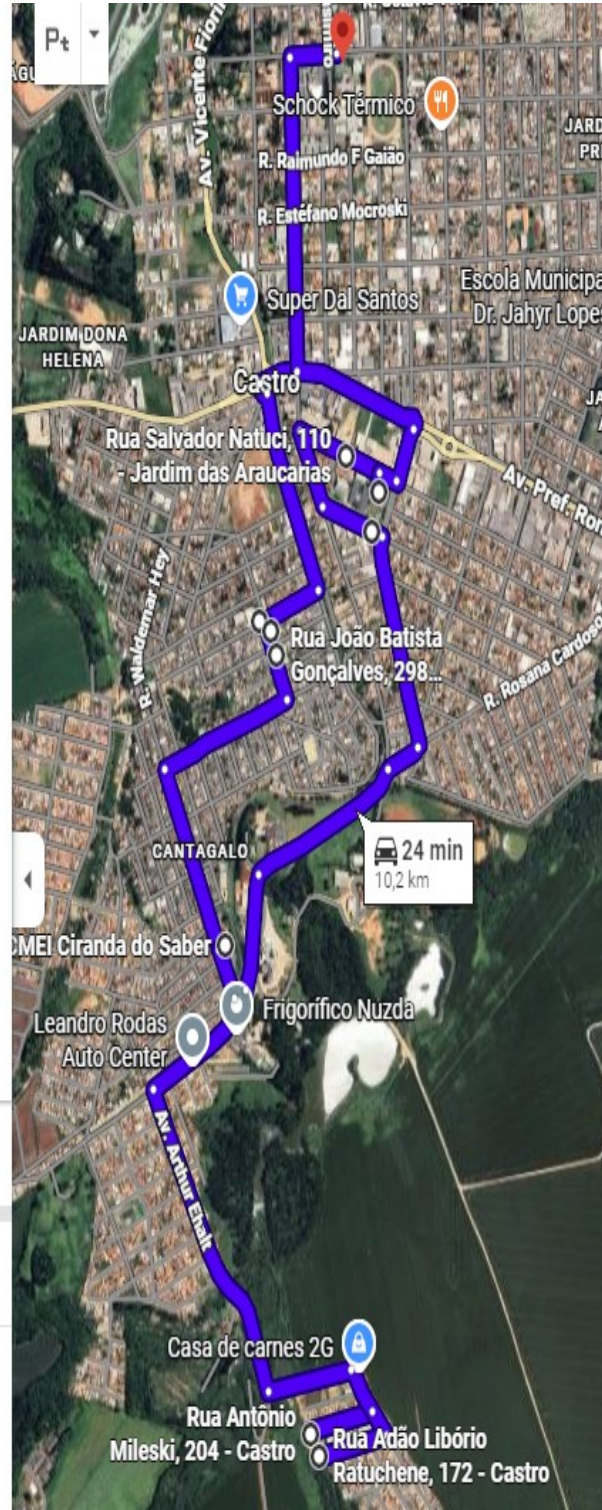 Pt
Av. Vicente Fiori
Schock Térmico
R. Raimundo F Gaião
R. Estéfano Mocroski
Super Dal Santos
Escola Municipa
Dr. Jahyr Lopes
JARDIM DONA
HELENA
Castro
Rua Salvador Natuci, 110
- Jardim das Araucarias
Av. Pref. Ron
R. Waldemar Hey
Rua João Batista
Gonçalves, 298...
R. Rosana Cardoso
24 min
10,2 km
CANTAGALO
CMEI Ciranda do Saber
Frigorífico Nuzda
Leandro Rodas
Auto Center
Av. Arthur Ehalt
Casa de carnes 2G
Rua Antônio
Mileski, 204 - Castro
Rua Adão Libório
Ratuchene, 172 - Castro